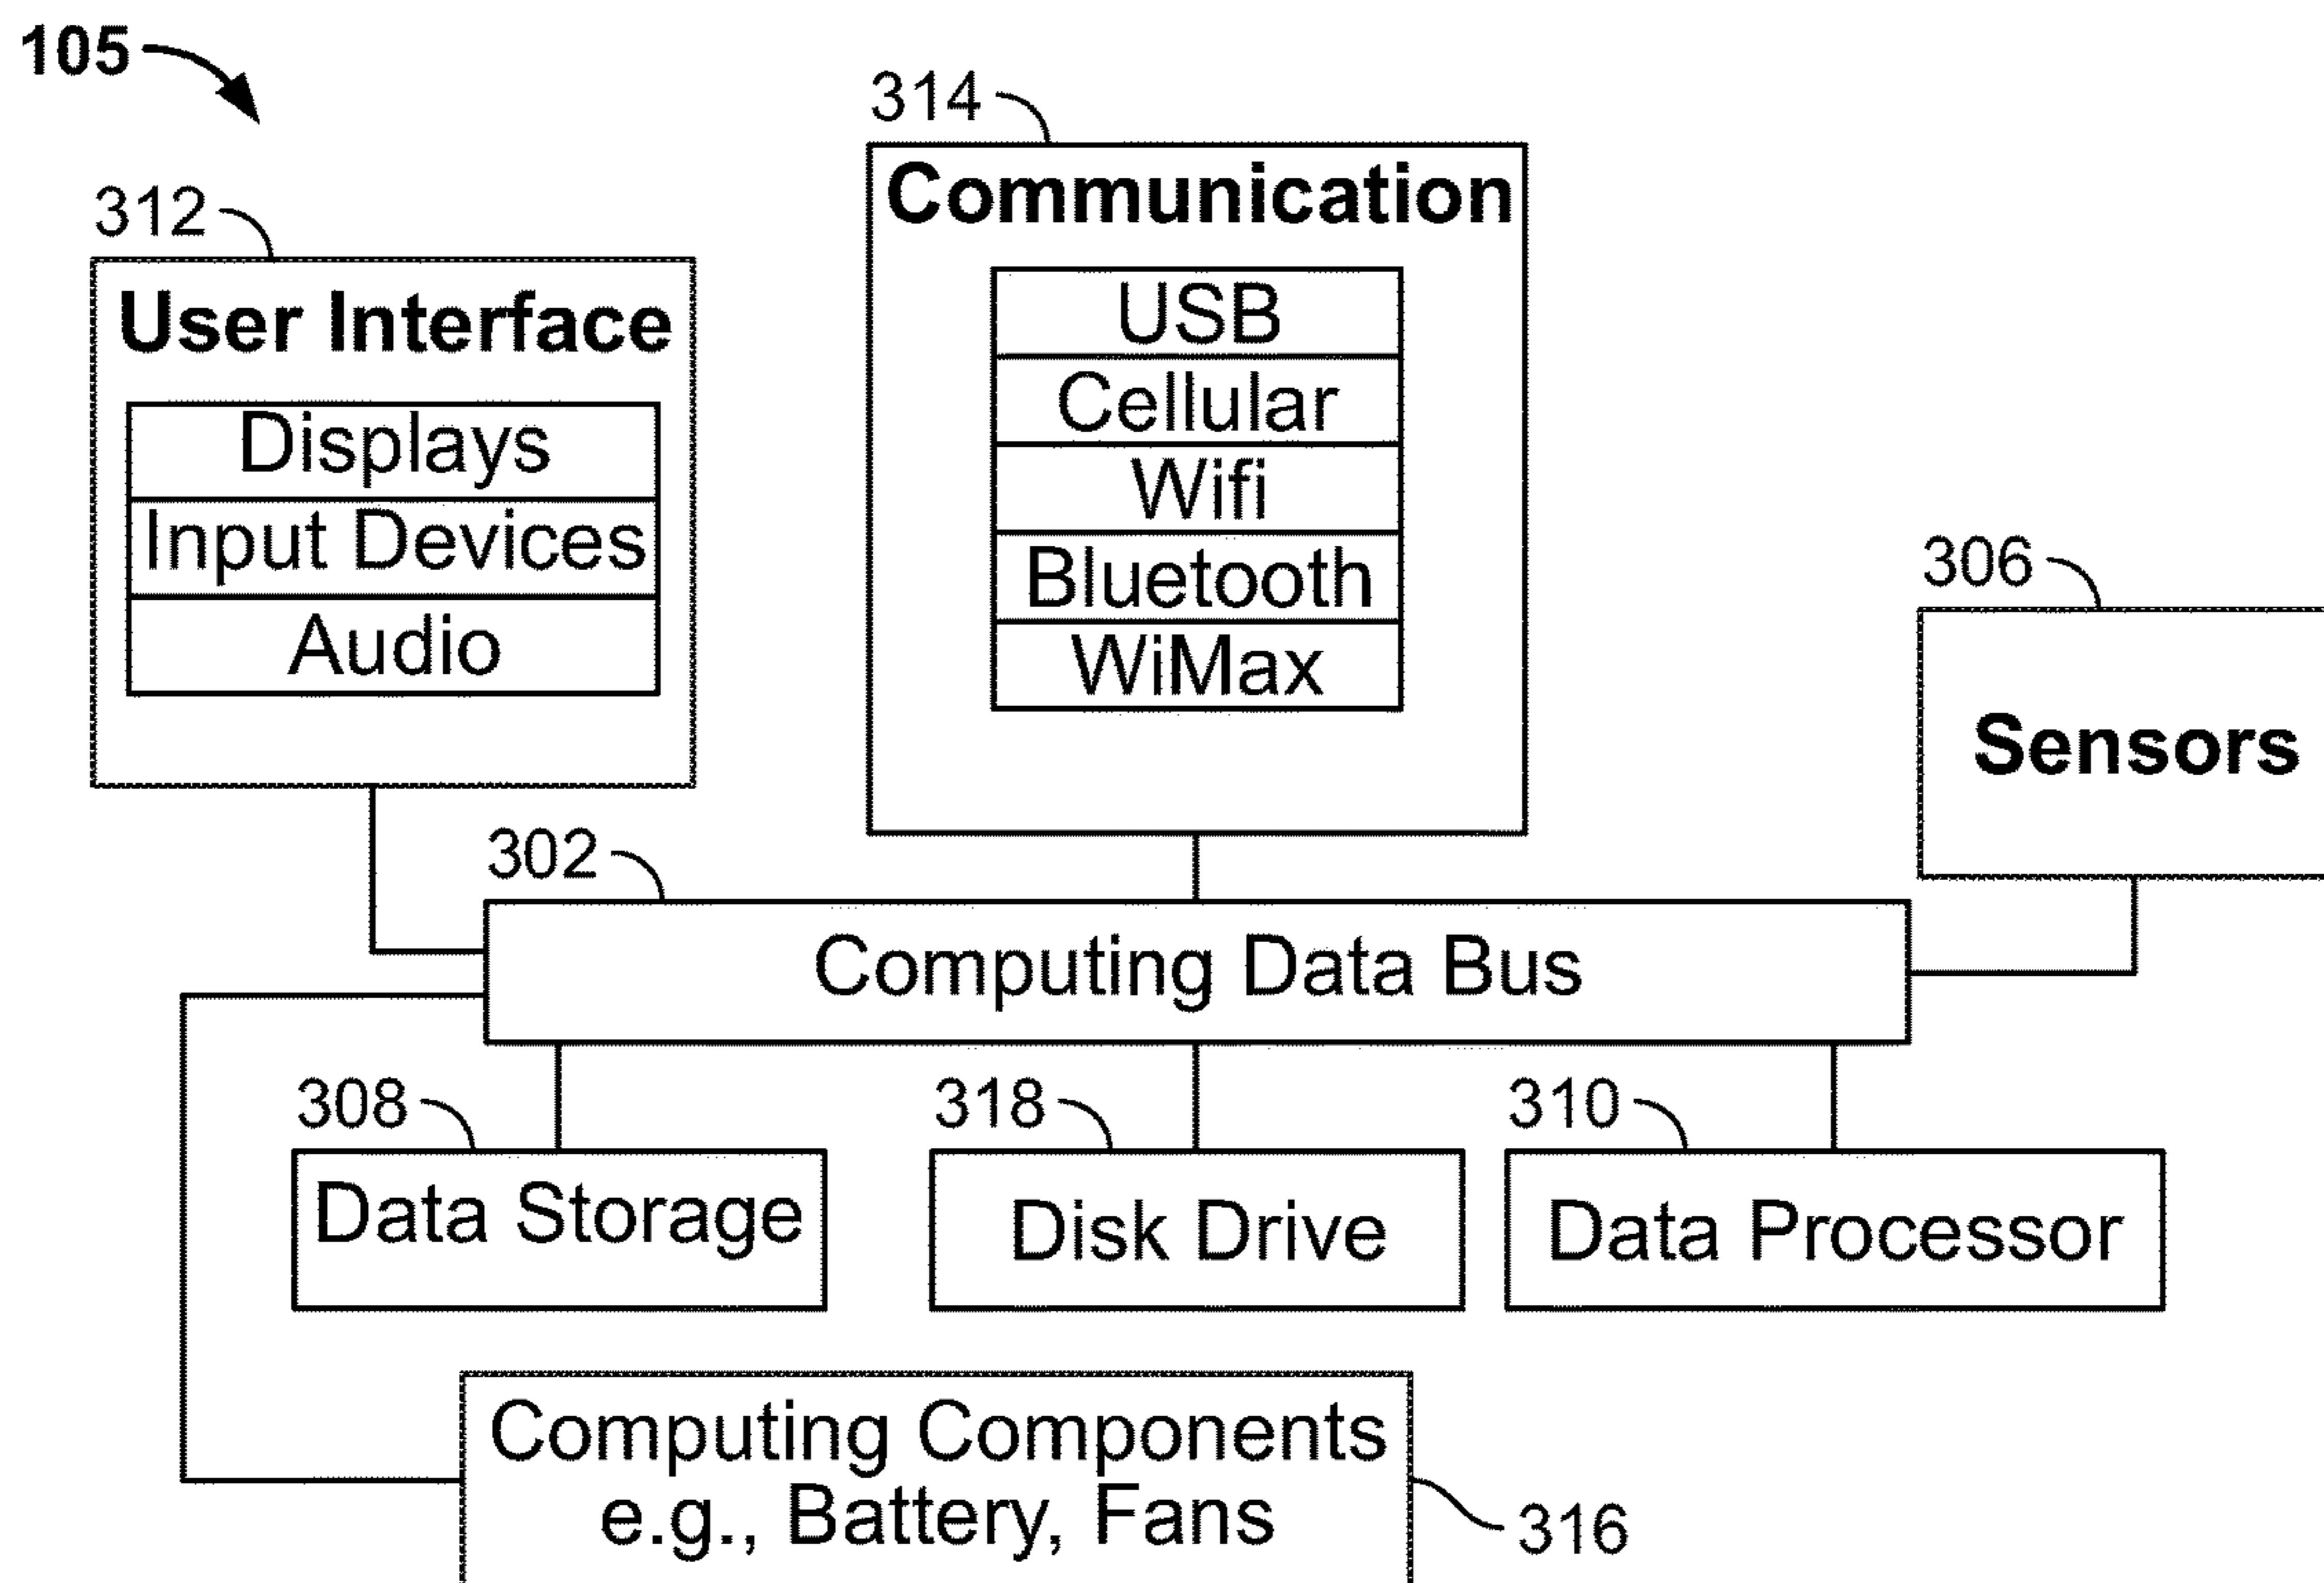 105
314
Communication
312
User Interface
USB
Cellular
Wifi
Bluetooth
WiMax
Displays
Input Devices
Audio
306
Sensors
302
Computing Data Bus
308
318
310
Data Storage
Disk Drive
Data Processor
Computing Components
e.g., Battery, Fans
316